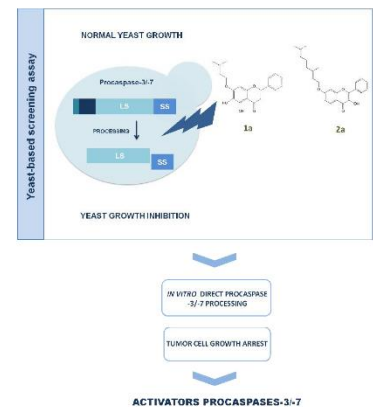 Yeast-based screening assay
NORMAL YEAST GROWTH
Procaspase-3/-7
LS
SS
PROCESSING
LS
SS
YEAST GROWTH INHIBITION
1a
2a
IN VITRO DIRECT PROCASPASE
-3/-7 PROCESSING
TUMOR CELL GROWTH ARREST
ACTIVATORS PROCASPASES-3/-7